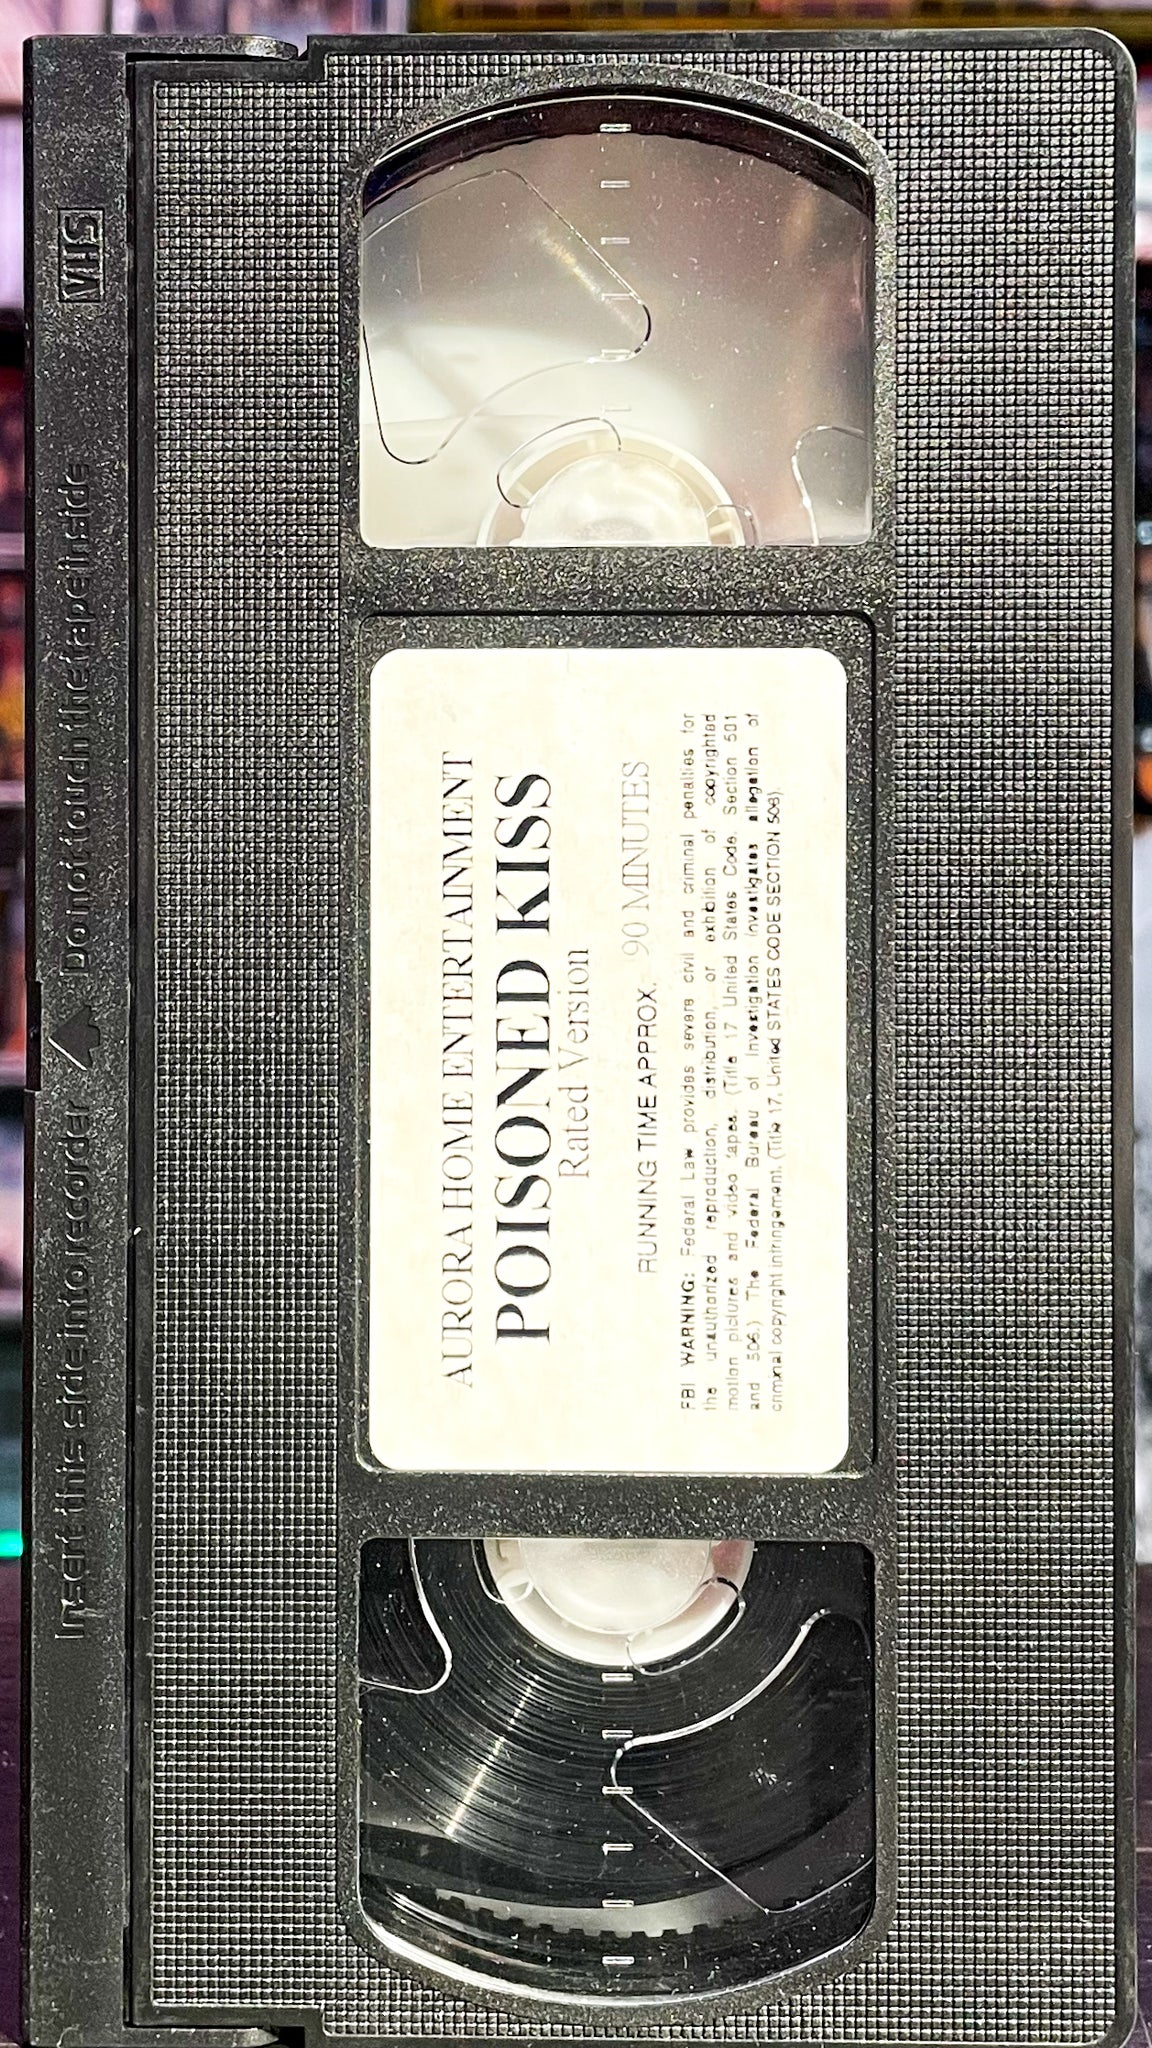 VHS
Insert this side into recorder
Do not touch the tape inside
AURORA HOME ENTERTAINMENT
POISONED KISS
Rated Version
RUNNING TIME APPROX. 90 MINUTES
FBI WARNING: Federal Law provides severe civil and criminal penalties for
the unauthorized reproduction, distribution, or exhibition of copyrighted
motion pictures and video tapes. (Title 17 United States Code. Section 501
and 506.) The Federal Bureau of Investigation investigates allegation of
criminal copyright infringement. (Title 17, United STATES CODE SECTION 506).